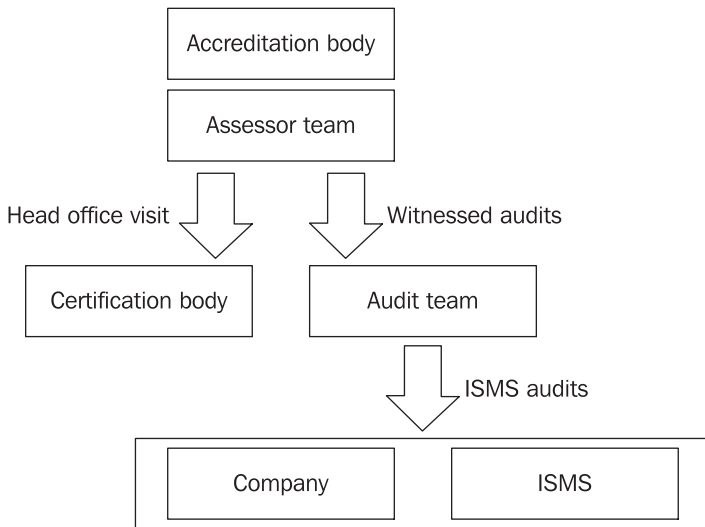 Accreditation body
Assessor team
Head office visit
Witnessed audits
Certification body
Audit team
ISMS audits
Company
ISMS